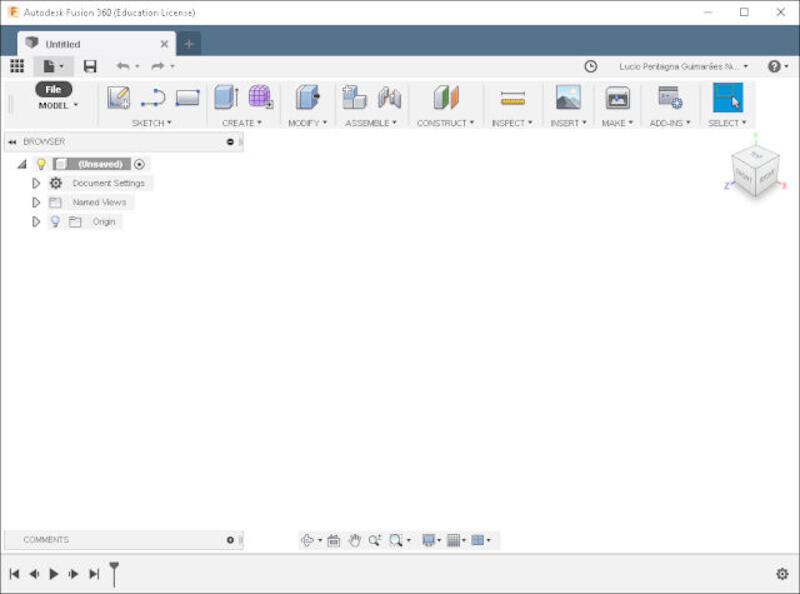 Autodesk Fusion 360 (Education License)
Untitled
Lucio Pentagna Guimarães N...
File
MODEL
SKETCH
CREATE
MODIFY
ASSEMBLE
CONSTRUCT
INSPECT
INSERT
MAKE
ADD-INS
SELECT
BROWSER
(Unsaved)
Document Settings
Named Views
Origin
Y
TOP
FRONT
RIGHT
Z
X
COMMENTS